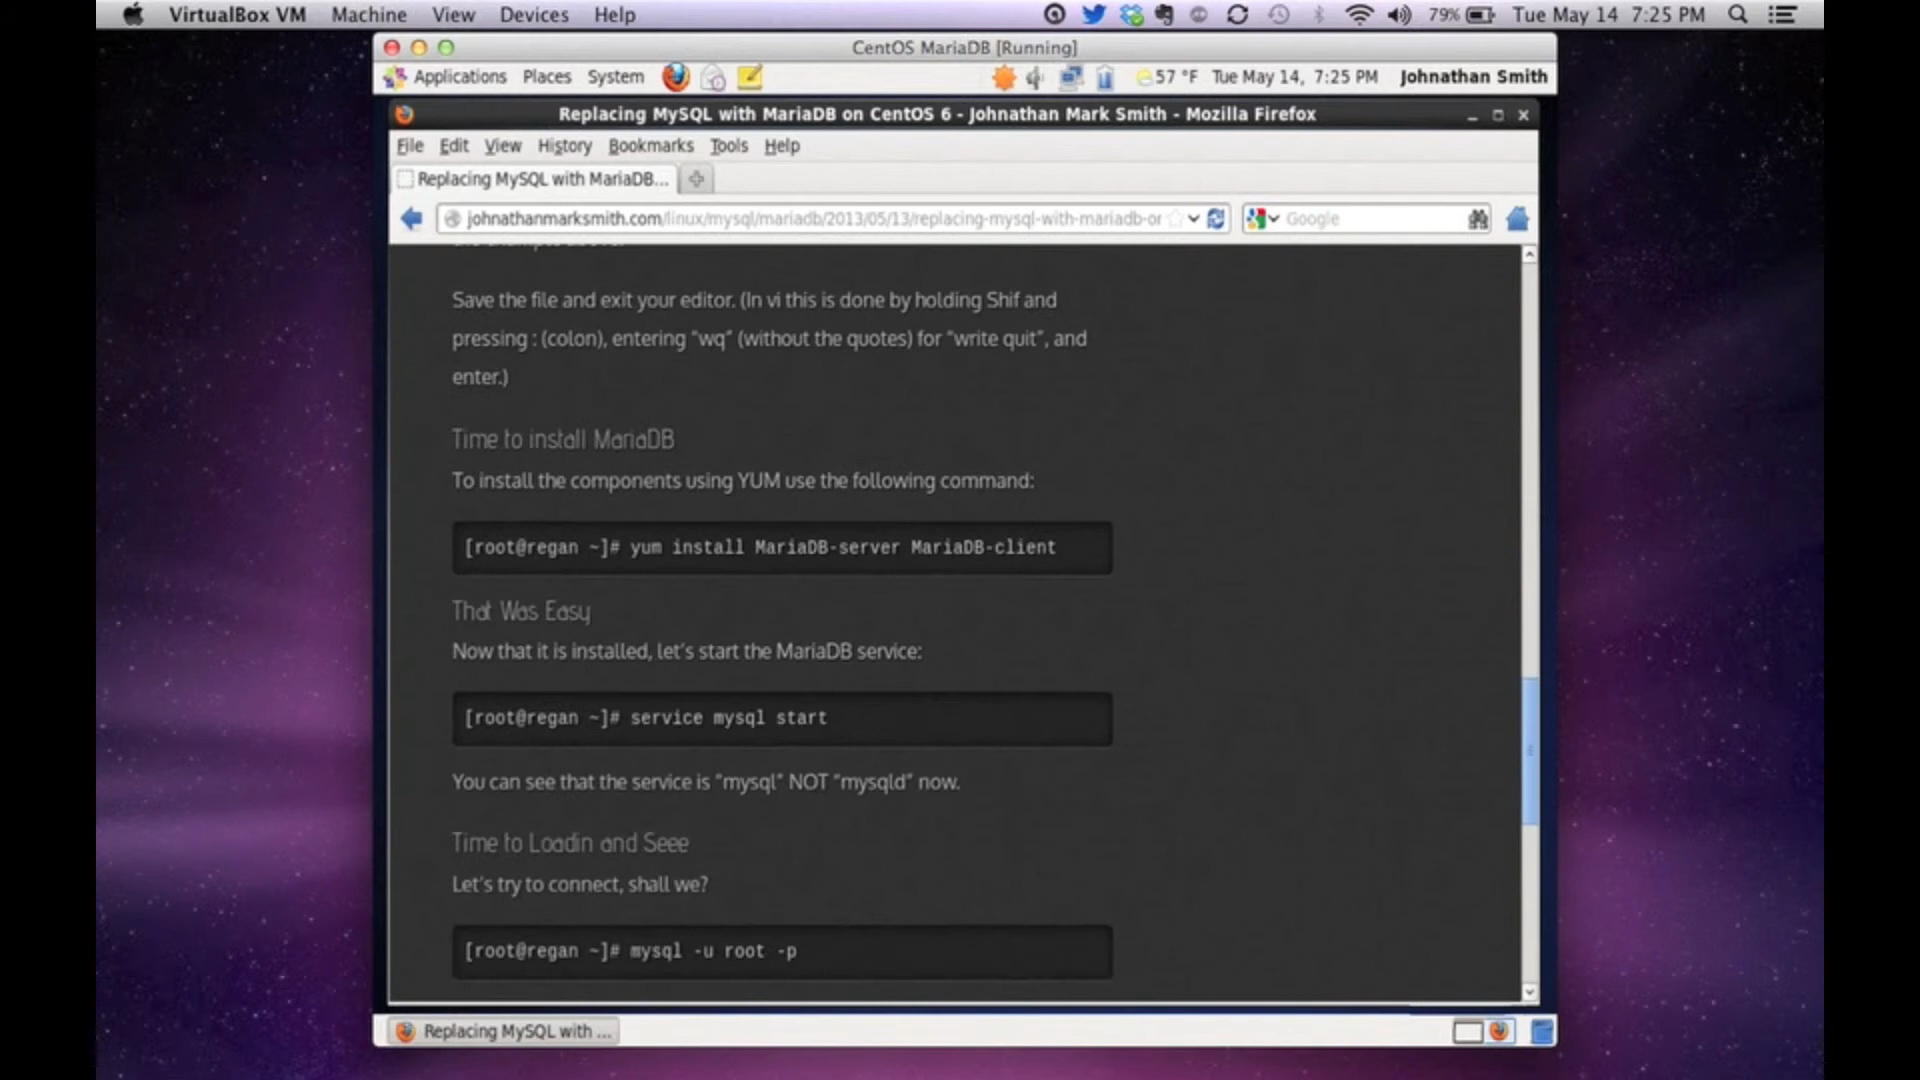 VirtualBox VM Machine View Devices Help 79% Tue May 14 7:25 PM
CentOS MariaDB [Running]
Applications Places System 57 °F Tue May 14, 7:25 PM Johnathan Smith
Replacing MySQL with MariaDB on CentOS 6 - Johnathan Mark Smith - Mozilla Firefox
File Edit View History Bookmarks Tools Help
Replacing MySQL with MariaDB...
johnathanmarksmith.com/linux/mysql/mariadb/2013/05/13/replacing-mysql-with-mariadb-or Google
Save the file and exit your editor. (In vi this is done by holding Shif and
pressing : (colon), entering “wq” (without the quotes) for “write quit”, and
enter.)
Time to install MariaDB
To install the components using YUM use the following command:
[root@regan ~]# yum install MariaDB-server MariaDB-client
That Was Easy
Now that it is installed, let’s start the MariaDB service:
[root@regan ~]# service mysql start
You can see that the service is “mysql” NOT “mysqld” now.
Time to Loadin and Seee
Let’s try to connect, shall we?
[root@regan ~]# mysql -u root -p
Replacing MySQL with ...